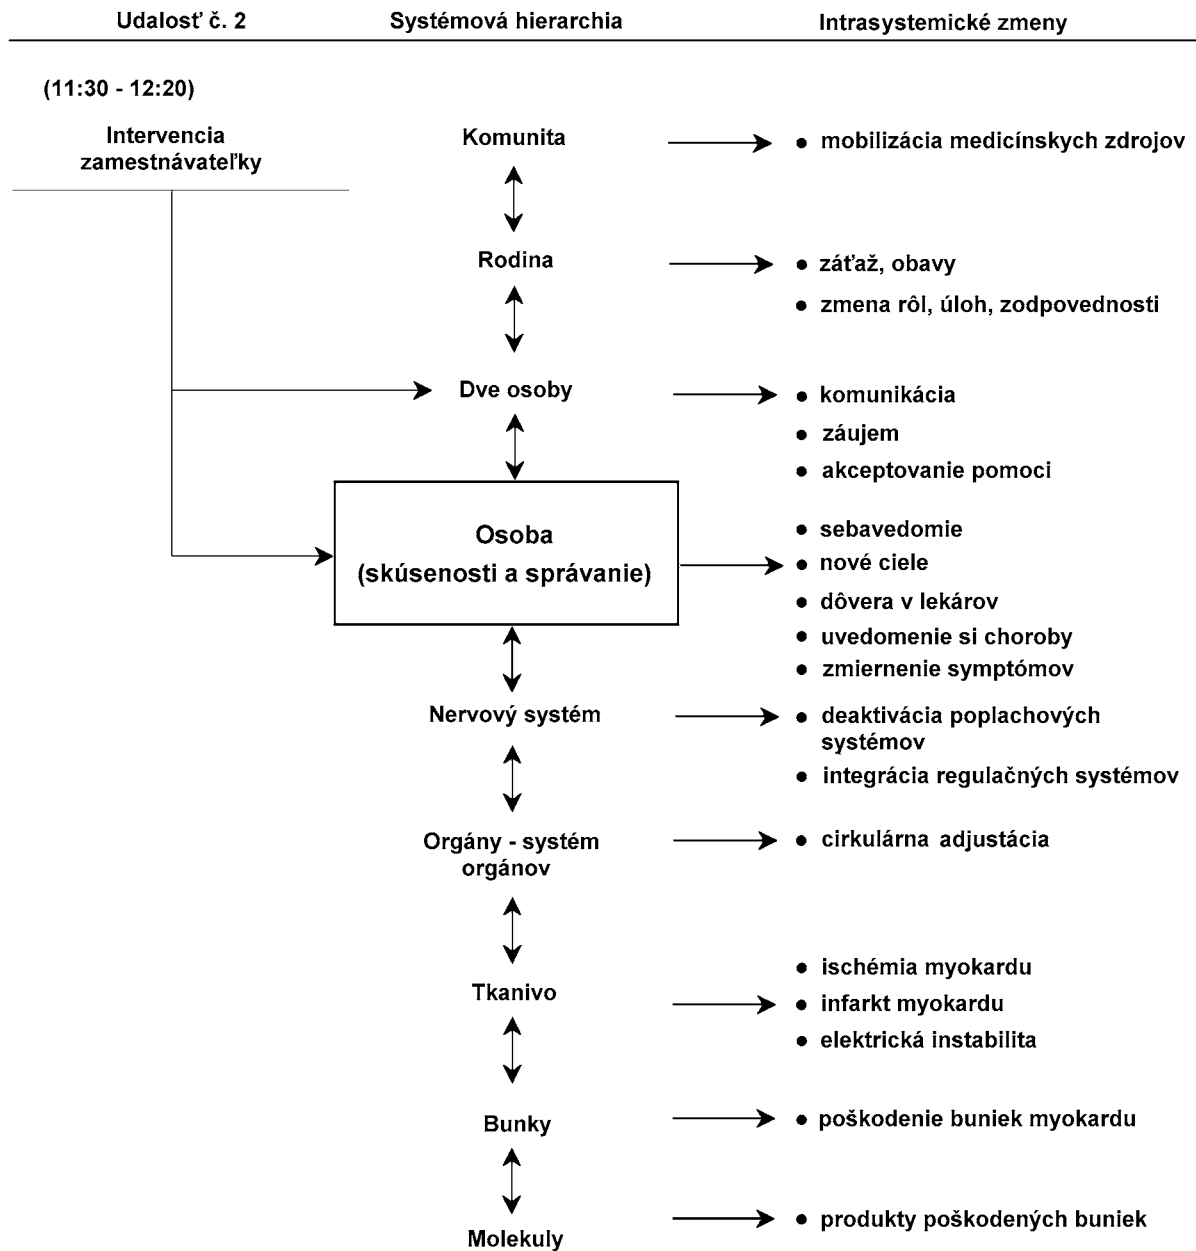 Udalosť č. 2 Systémová hierarchia Intrasystemické zmeny
(11:30 - 12:20)
Intervencia
zamestnávateľky
Komunita
• mobilizácia medicínskych zdrojov
Rodina
• záťaž, obavy
• zmena rôl, úloh, zodpovednosti
Dve osoby
• komunikácia
• záujem
• akceptovanie pomoci
Osoba
(skúsenosti a správanie)
• sebavedomie
• nové ciele
• dôvera v lekárov
• uvedomenie si choroby
• zmiernenie symptómov
Nervový systém
• deaktivácia poplachových
systémov
• integrácia regulačných systémov
Orgány - systém
orgánov
• cirkulárna adjustácia
Tkanivo
• ischémia myokardu
• infarkt myokardu
• elektrická instabilita
Bunky
• poškodenie buniek myokardu
Molekuly
• produkty poškodených buniek